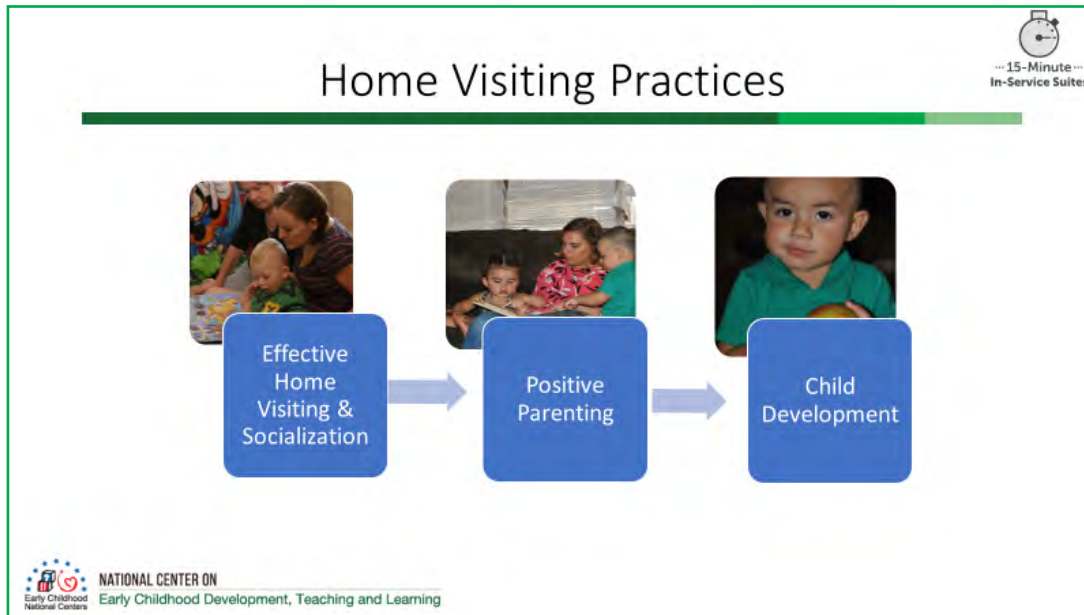 Home Visiting Practices
···15-Minute···
In-Service Suites
Effective
Home
Visiting &
Socialization
Positive
Parenting
Child
Development
Early Childhood
National Centers
NATIONAL CENTER ON
Early Childhood Development, Teaching and Learning